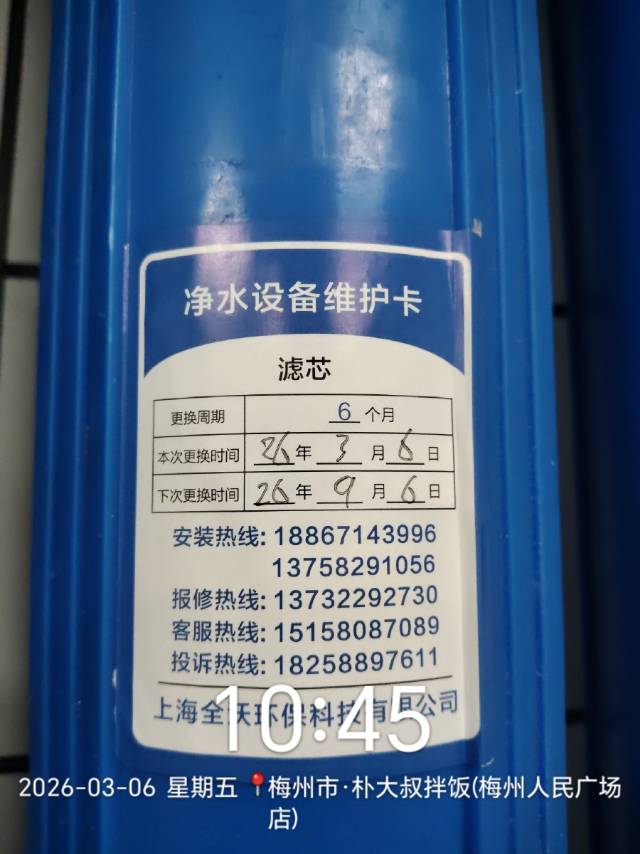 净水设备维护卡
滤芯
更换周期 6 个月
本次更换时间 26年 3 月 6 日
下次更换时间 26年 9 月 6 日
安装热线: 18867143996
13758291056
报修热线: 13732292730
客服热线: 15158087089
投诉热线: 18258897611
上海全沃环保科技有限公司
10:45
2026-03-06 星期五 📍梅州市·朴大叔拌饭(梅州人民广场
店)